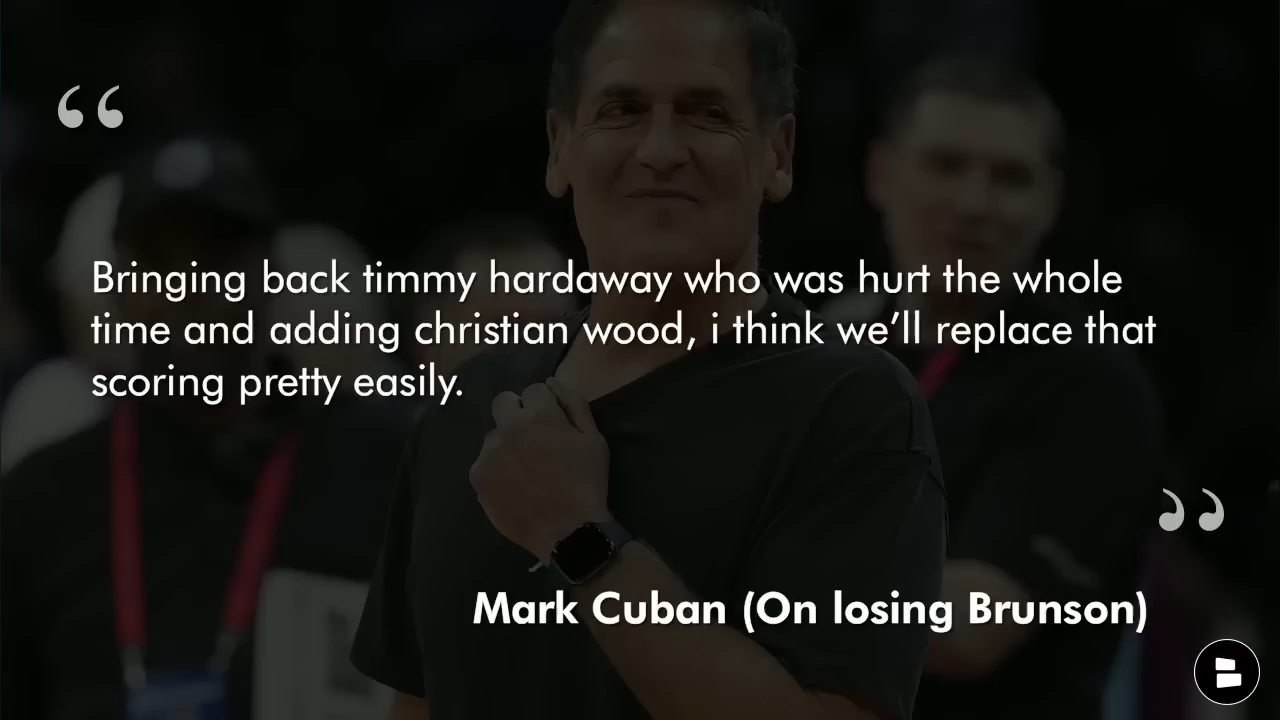 “
Bringing back timmy hardaway who was hurt the whole
time and adding christian wood, i think we’ll replace that
scoring pretty easily.
”
Mark Cuban (On losing Brunson)